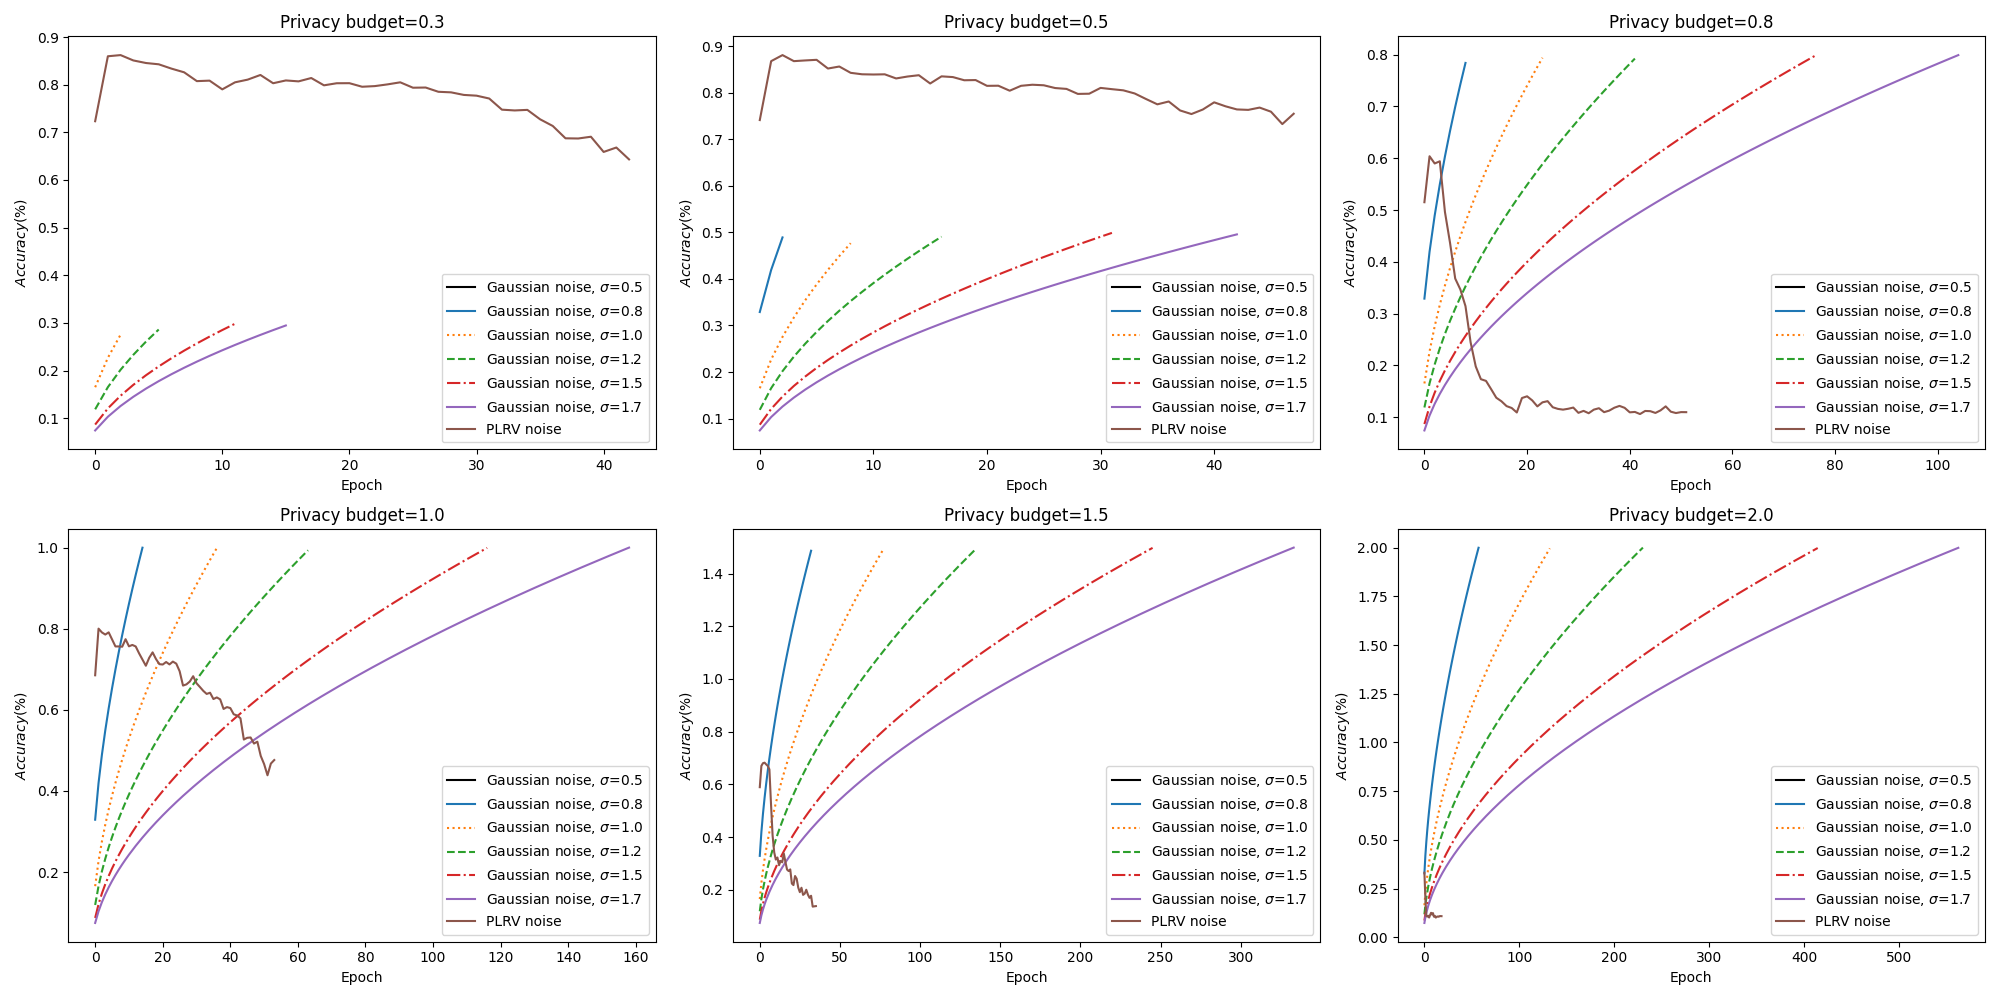 Privacy budget=0.3
Accuracy(%)
0.9
0.8
0.7
0.6
0.5
0.4
0.3
0.2
0.1
Gaussian noise, σ=0.5
Gaussian noise, σ=0.8
Gaussian noise, σ=1.0
Gaussian noise, σ=1.2
Gaussian noise, σ=1.5
Gaussian noise, σ=1.7
PLRV noise
0 10 20 30 40
Epoch
Privacy budget=0.5
Accuracy(%)
0.9
0.8
0.7
0.6
0.5
0.4
0.3
0.2
0.1
Gaussian noise, σ=0.5
Gaussian noise, σ=0.8
Gaussian noise, σ=1.0
Gaussian noise, σ=1.2
Gaussian noise, σ=1.5
Gaussian noise, σ=1.7
PLRV noise
0 10 20 30 40
Epoch
Privacy budget=0.8
Accuracy(%)
0.8
0.7
0.6
0.5
0.4
0.3
0.2
0.1
Gaussian noise, σ=0.5
Gaussian noise, σ=0.8
Gaussian noise, σ=1.0
Gaussian noise, σ=1.2
Gaussian noise, σ=1.5
Gaussian noise, σ=1.7
PLRV noise
0 20 40 60 80 100
Epoch
Privacy budget=1.0
Accuracy(%)
1.0
0.8
0.6
0.4
0.2
Gaussian noise, σ=0.5
Gaussian noise, σ=0.8
Gaussian noise, σ=1.0
Gaussian noise, σ=1.2
Gaussian noise, σ=1.5
Gaussian noise, σ=1.7
PLRV noise
0 20 40 60 80 100 120 140 160
Epoch
Privacy budget=1.5
Accuracy(%)
1.4
1.2
1.0
0.8
0.6
0.4
0.2
Gaussian noise, σ=0.5
Gaussian noise, σ=0.8
Gaussian noise, σ=1.0
Gaussian noise, σ=1.2
Gaussian noise, σ=1.5
Gaussian noise, σ=1.7
PLRV noise
0 50 100 150 200 250 300
Epoch
Privacy budget=2.0
Accuracy(%)
2.00
1.75
1.50
1.25
1.00
0.75
0.50
0.25
0.00
Gaussian noise, σ=0.5
Gaussian noise, σ=0.8
Gaussian noise, σ=1.0
Gaussian noise, σ=1.2
Gaussian noise, σ=1.5
Gaussian noise, σ=1.7
PLRV noise
0 100 200 300 400 500
Epoch